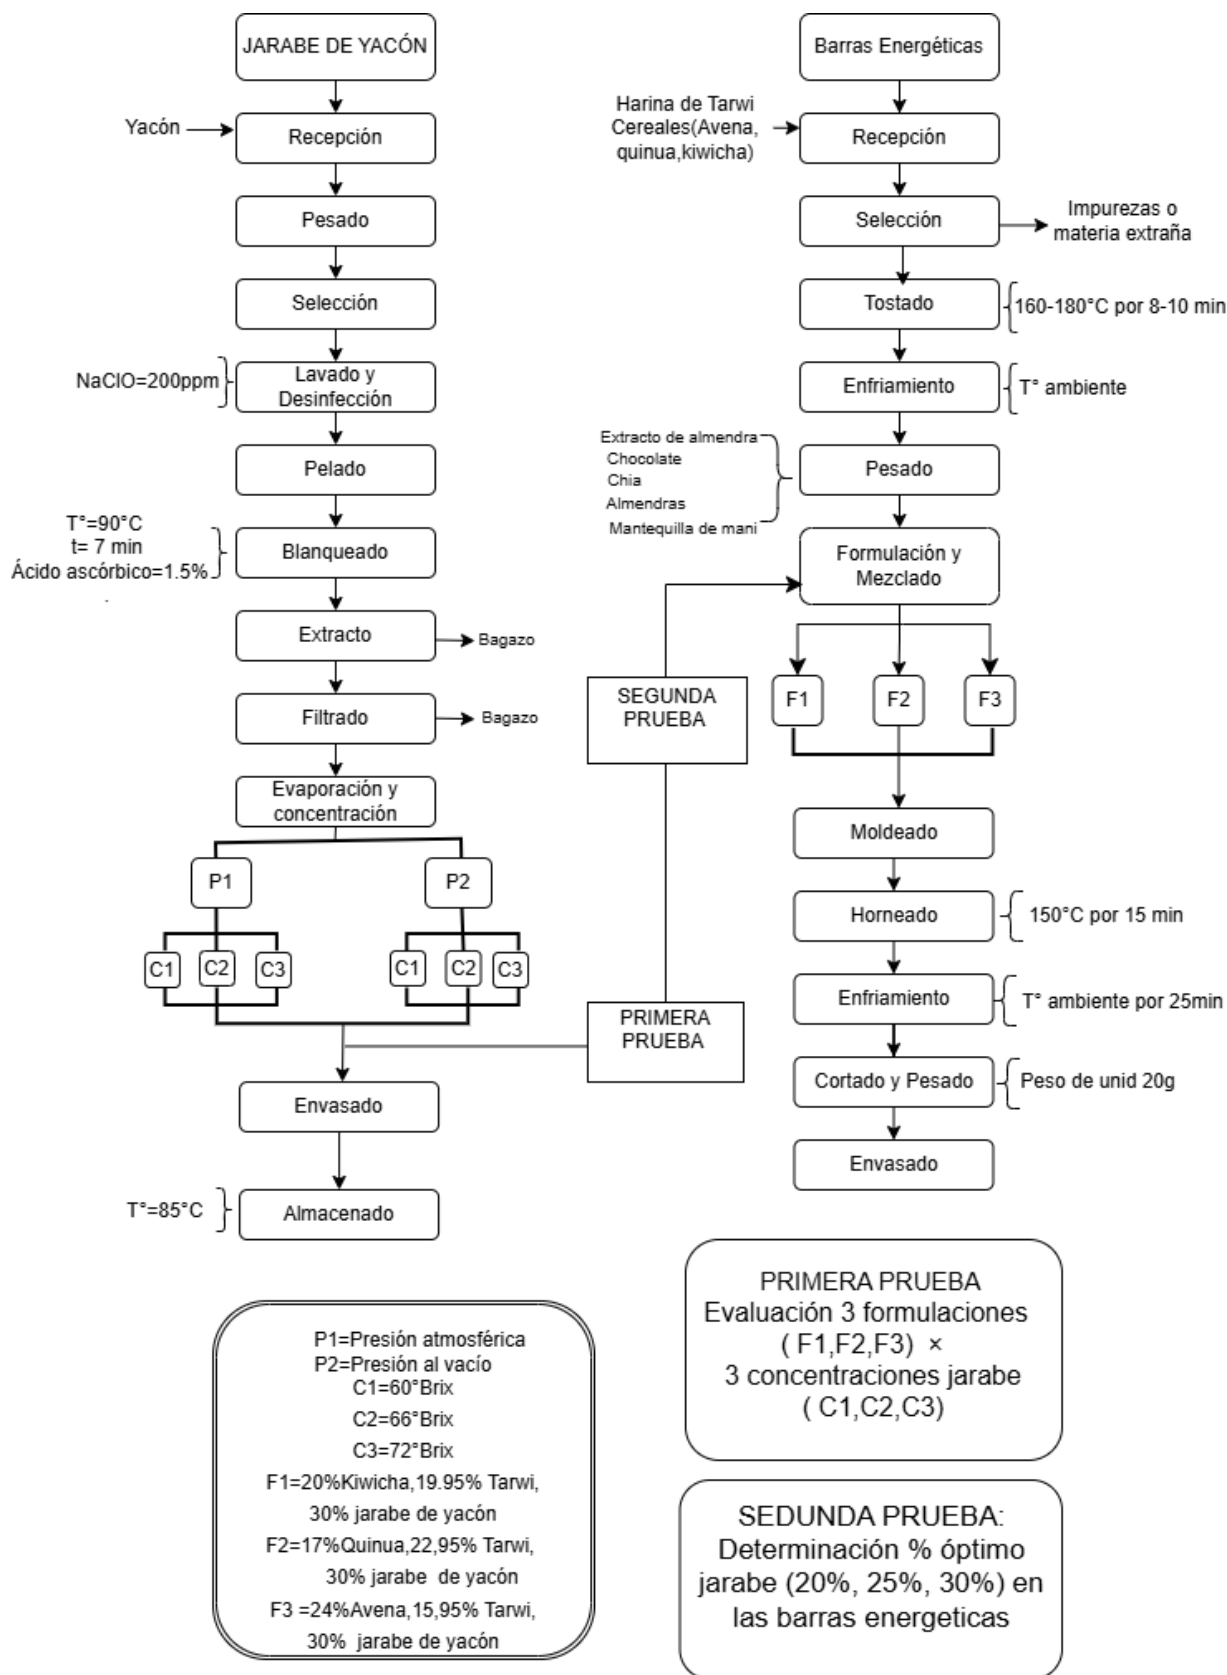 JARABE DE YACÓN
Yacón
Recepción
Pesado
Selección
NaClO=200ppm
Lavado y
Desinfección
Pelado
T°=90°C
t= 7 min
Ácido ascórbico=1.5%
.
Blanqueado
Extracto
Bagazo
Filtrado
Bagazo
Evaporación y
concentración
P1
P2
C1
C2
C3
C1
C2
C3
Envasado
T°=85°C
Almacenado
SEGUNDA
PRUEBA
PRIMERA
PRUEBA
Barras Energéticas
Harina de Tarwi
Cereales(Avena,
quinua,kiwicha)
Recepción
Selección
Impurezas o
materia extraña
Tostado
160-180°C por 8-10 min
Enfriamiento
T° ambiente
Extracto de almendra
Chocolate
Chia
Almendras
Mantequilla de mani
Pesado
Formulación y
Mezclado
F1
F2
F3
Moldeado
Horneado
150°C por 15 min
Enfriamiento
T° ambiente por 25min
Cortado y Pesado
Peso de unid 20g
Envasado
P1=Presión atmosférica
P2=Presión al vacío
C1=60°Brix
C2=66°Brix
C3=72°Brix
F1=20%Kiwicha,19.95% Tarwi,
30% jarabe de yacón
F2=17%Quinua,22,95% Tarwi,
30% jarabe de yacón
F3 =24%Avena,15,95% Tarwi,
30% jarabe de yacón
PRIMERA PRUEBA
Evaluación 3 formulaciones
( F1,F2,F3) ×
3 concentraciones jarabe
( C1,C2,C3)
SEDUNDA PRUEBA:
Determinación % óptimo
jarabe (20%, 25%, 30%) en
las barras energeticas